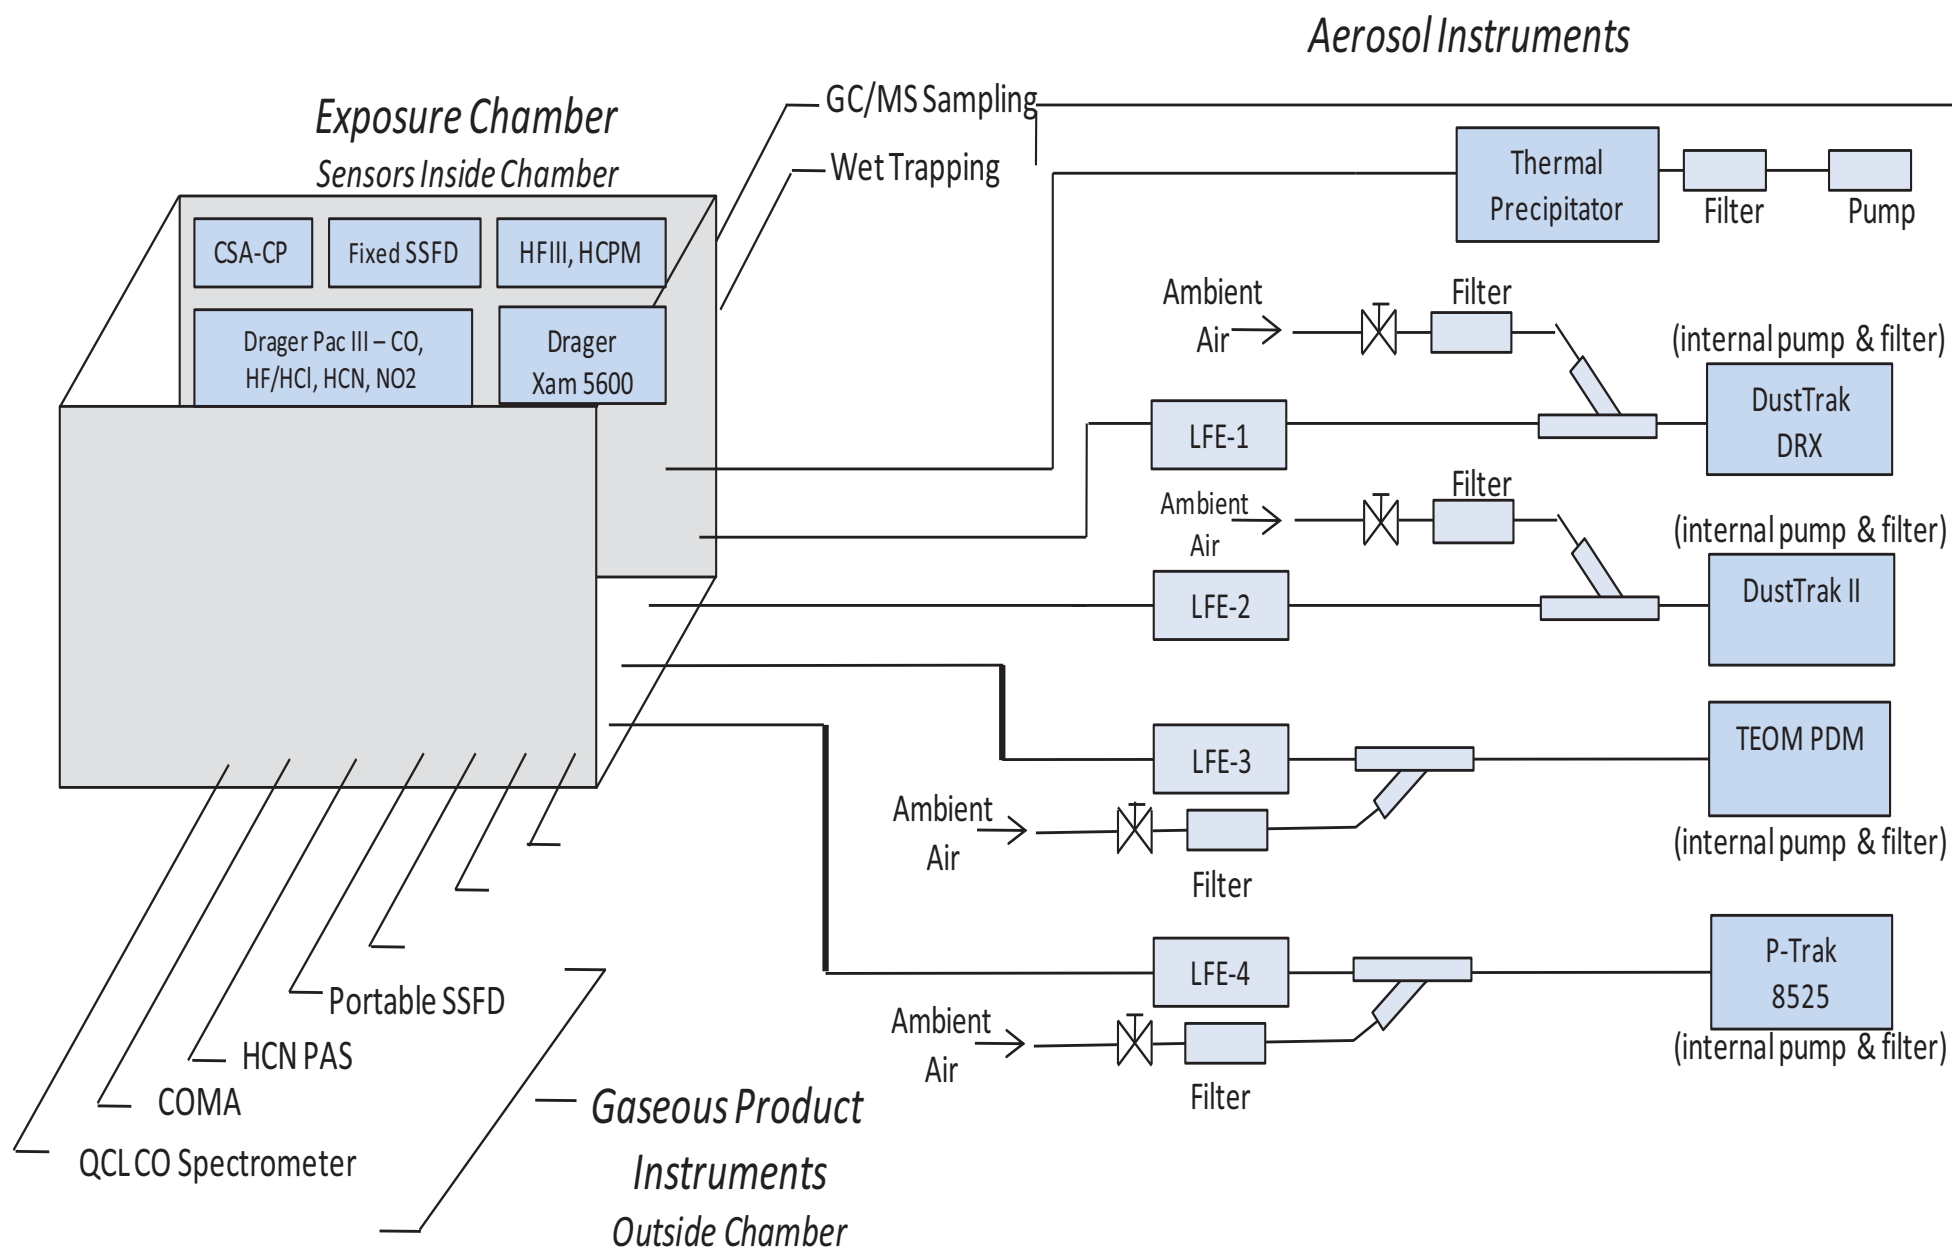 Aerosol Instruments
Exposure Chamber
Sensors Inside Chamber
GC/MS Sampling
Wet Trapping
CSA-CP
Fixed SSFD
HFIII, HCPM
Drager Pac III – CO,
HF/HCl, HCN, NO2
Drager
Xam 5600
Thermal
Precipitator
Filter
Pump
Ambient
Air
Filter
(internal pump & filter)
LFE-1
DustTrak
DRX
Ambient
Air
Filter
(internal pump & filter)
LFE-2
DustTrak II
LFE-3
TEOM PDM
Ambient
Air
Filter
(internal pump & filter)
LFE-4
P-Trak
8525
Ambient
Air
Filter
(internal pump & filter)
Portable SSFD
HCN PAS
COMA
QCL CO Spectrometer
Gaseous Product
Instruments
Outside Chamber